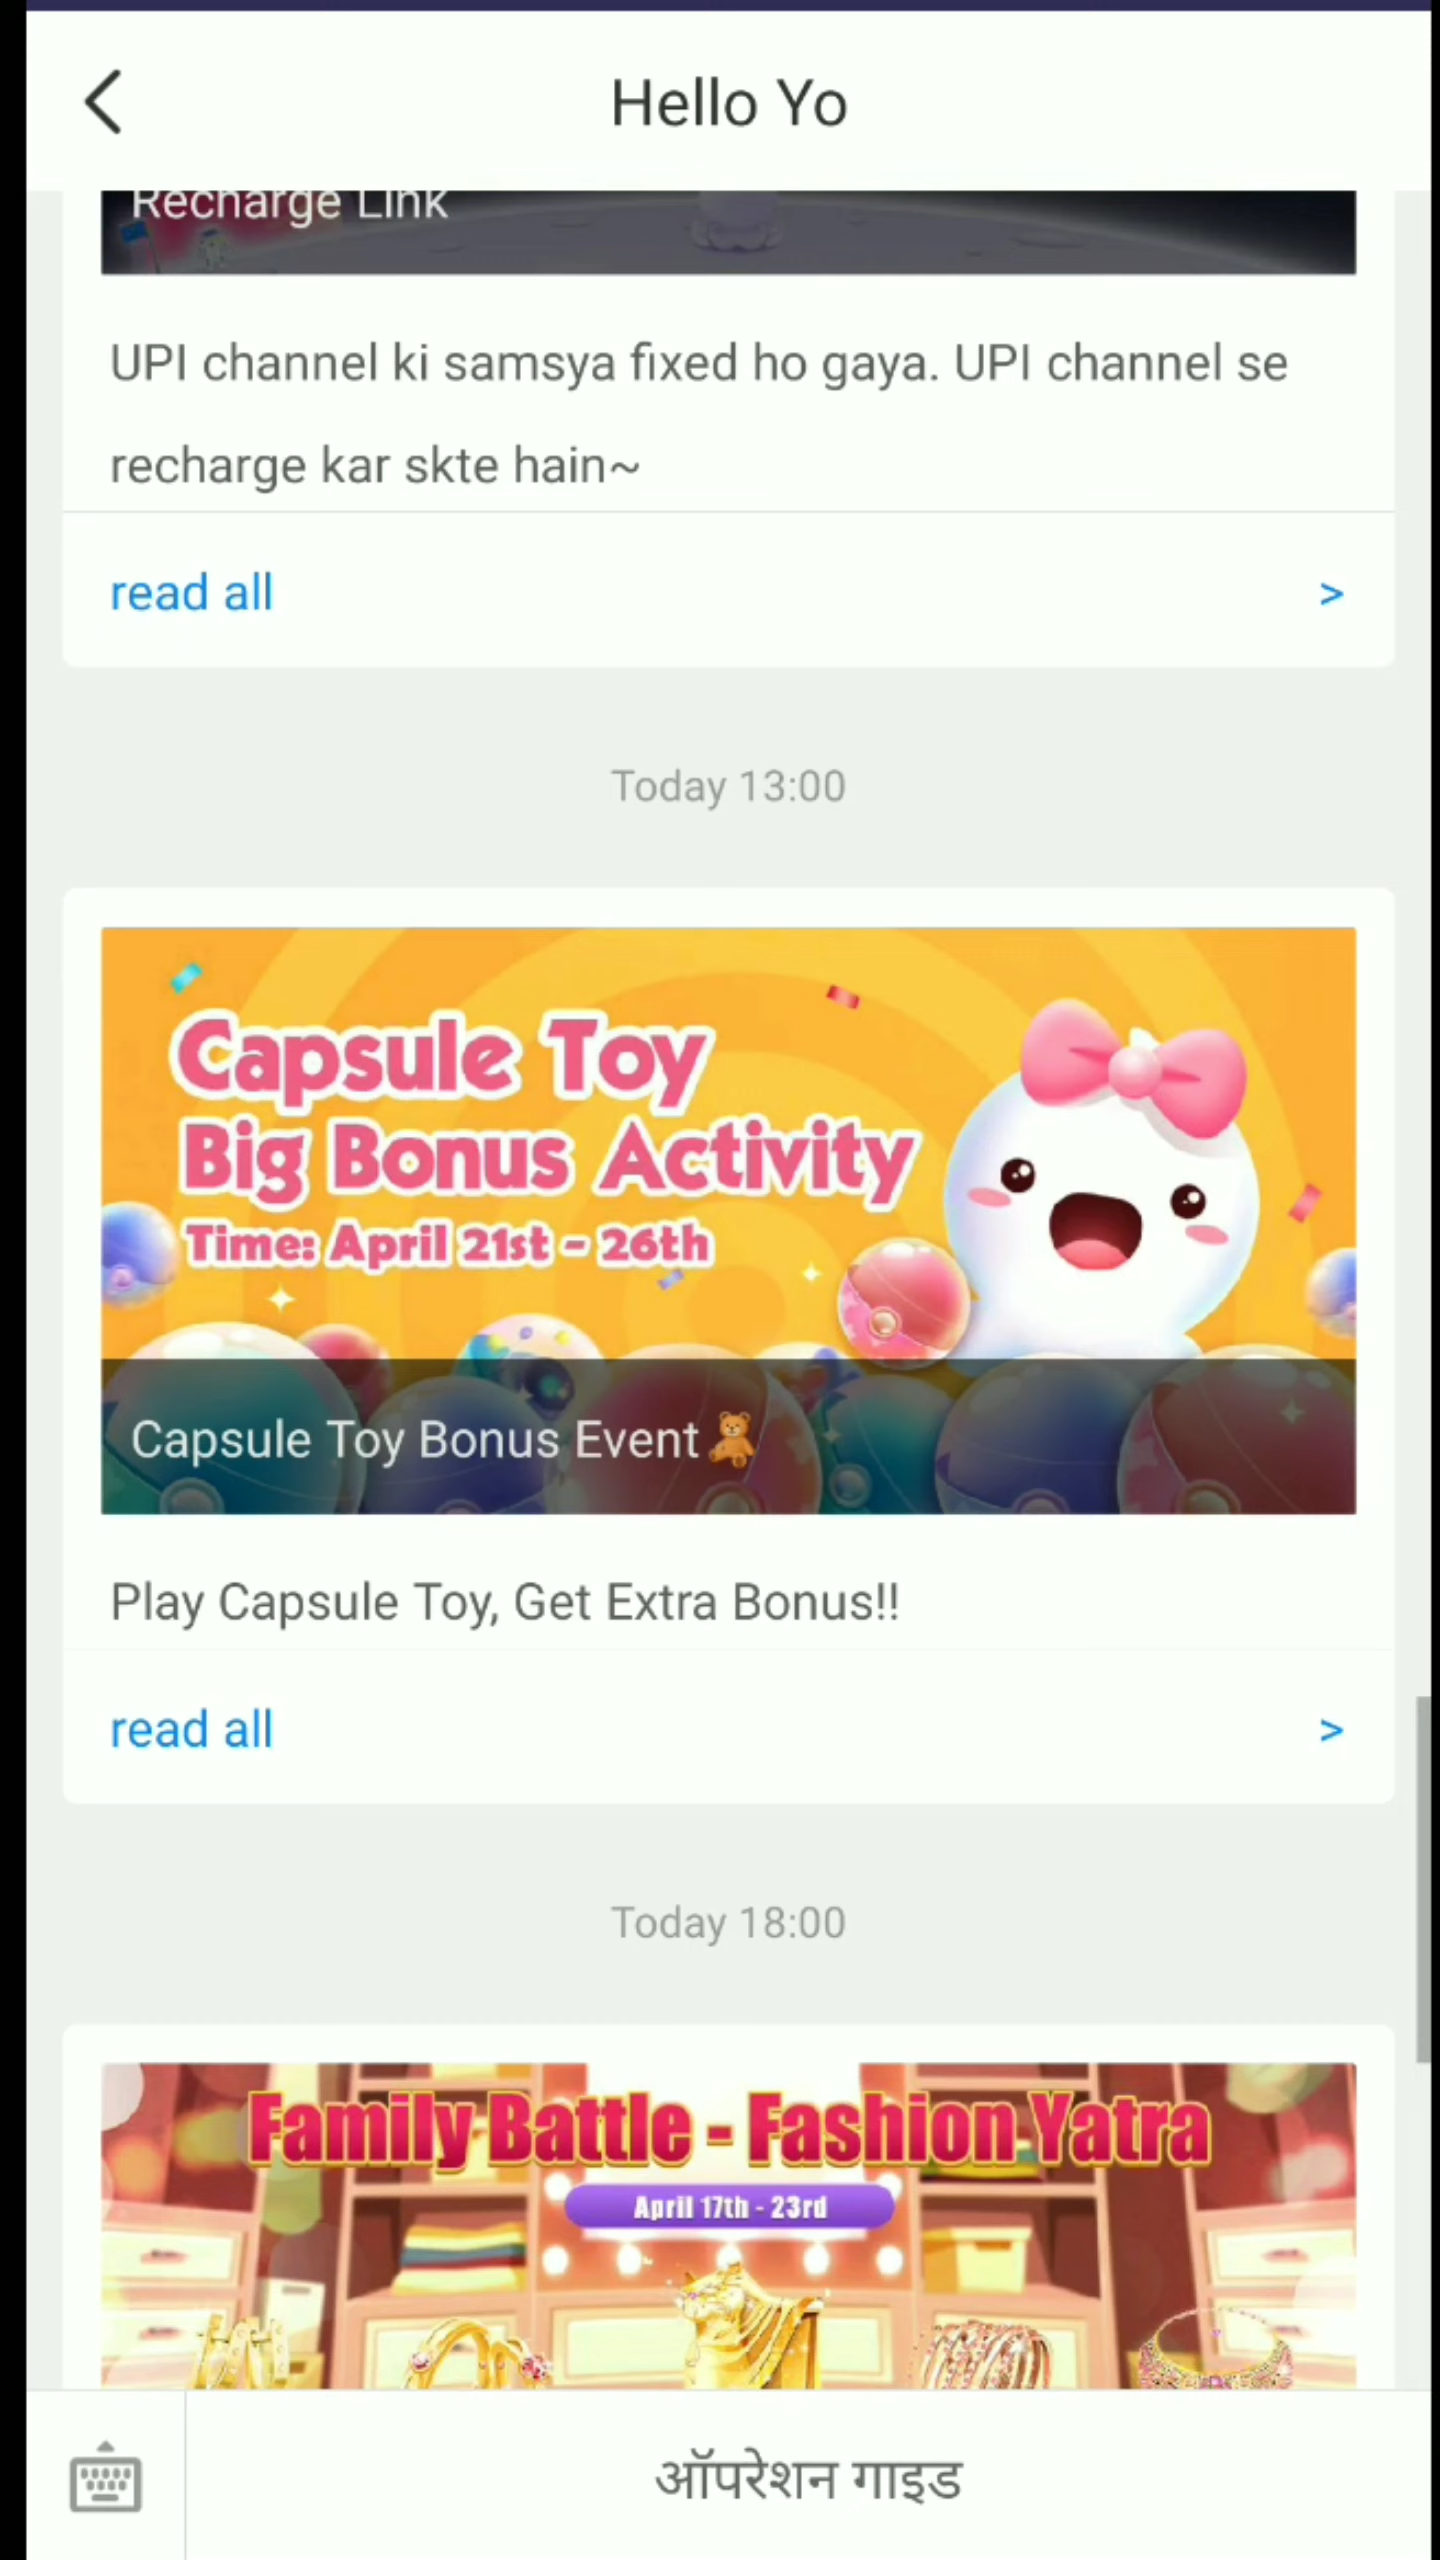 Hello Yo
Recharge Link
UPI channel ki samsya fixed ho gaya. UPI channel se
recharge kar skte hain~
read all >
Today 13:00
Capsule Toy
Big Bonus Activity
Time: April 21st - 26th
Capsule Toy Bonus Event🧸
Play Capsule Toy, Get Extra Bonus!!
read all >
Today 18:00
Family Battle - Fashion Yatra
April 17th - 23rd
ऑपरेशन गाइड